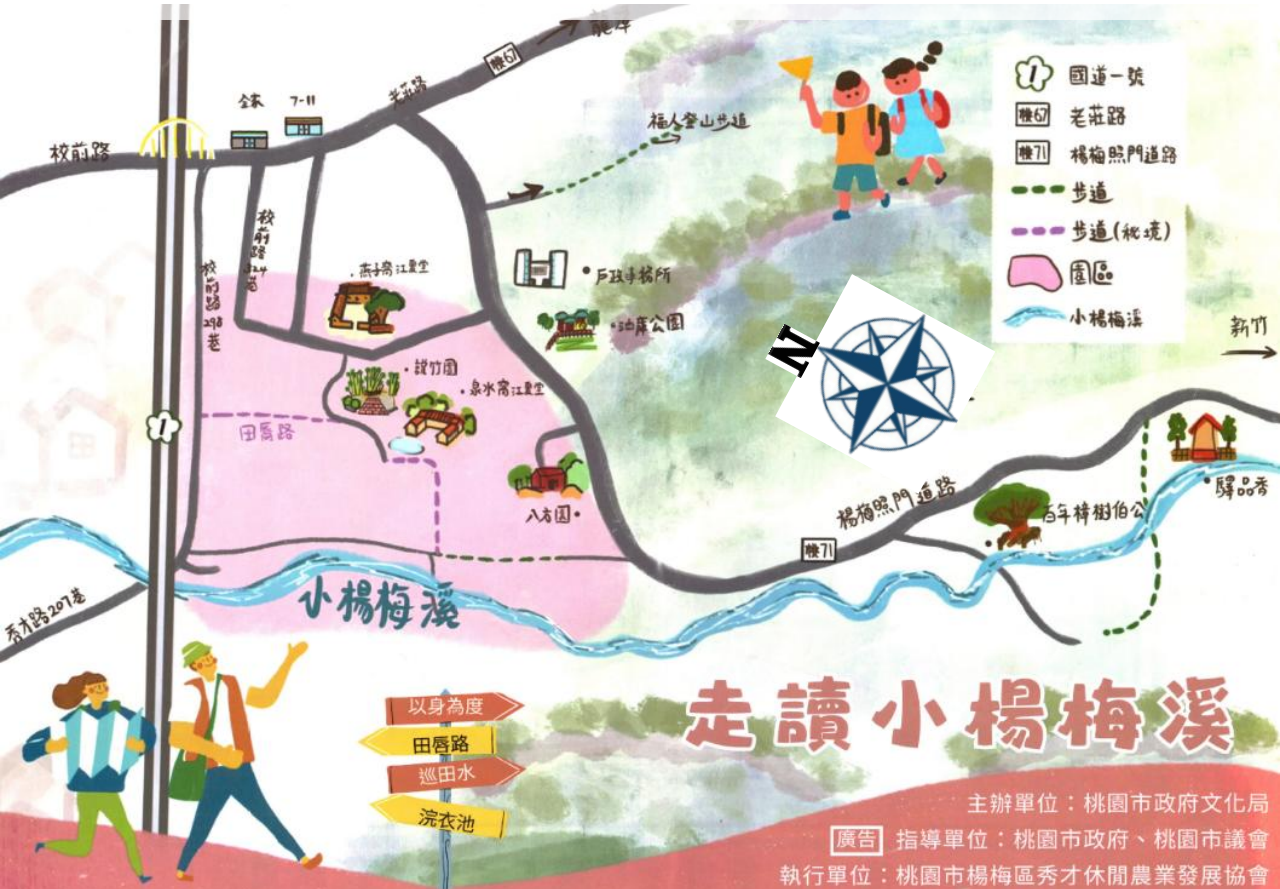 桃67
全家
7-11
老莊路
校前路
福人登山步道
校前路
324巷
校前路298巷
燕子窩江夏堂
戶政事務所
池府公園
說竹園
泉水窩江夏堂
田唇路
八方園
1
小楊梅溪
秀才路207巷
N
國道一號
桃67 老莊路
桃71 楊梅照門道路
步道
步道(秘境)
園區
小楊梅溪
新竹
驛品香
楊梅照門道路
桃71
百年樟樹伯公
以身為度
田唇路
巡田水
浣衣池
走讀小楊梅溪
主辦單位：桃園市政府文化局
廣告 指導單位：桃園市政府、桃園市議會
執行單位：桃園市楊梅區秀才休閒農業發展協會